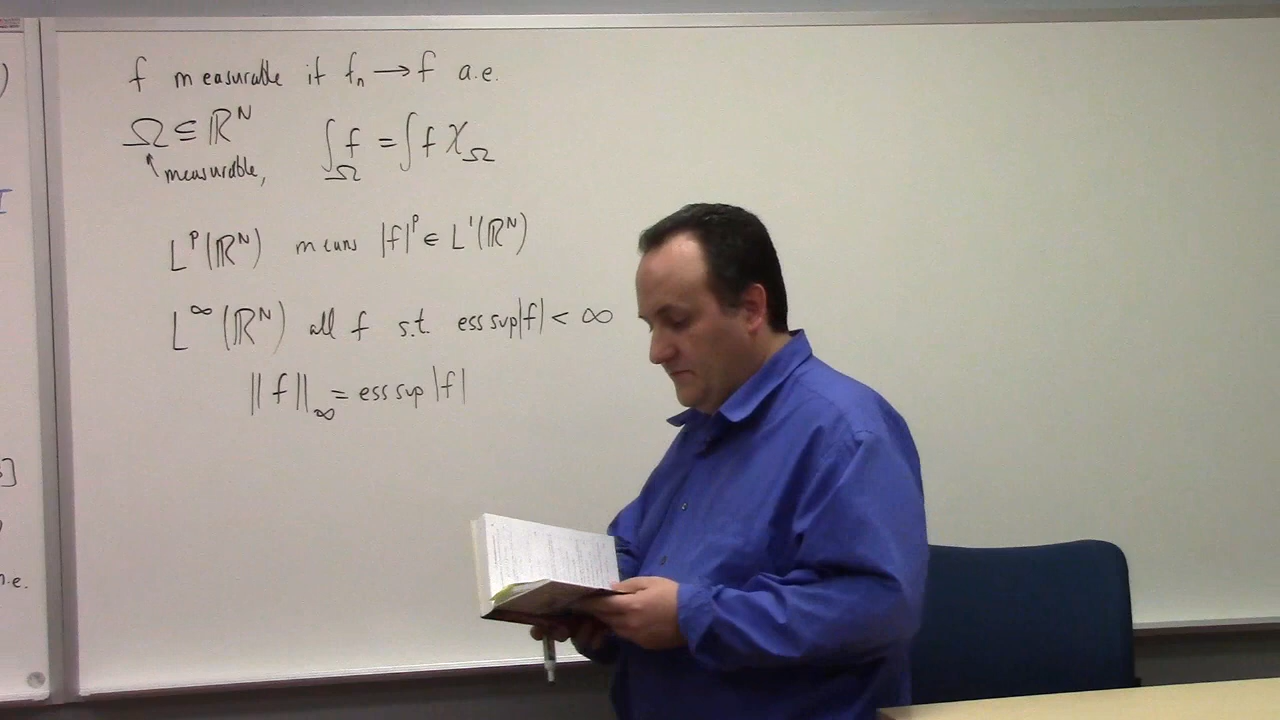 f measurable if fₙ → f a.e.
Ω ⊆ ℝᴺ ∫_Ω f = ∫ f χ_Ω
↑ measurable,
Lᵖ(ℝᴺ) means |f|ᵖ ∈ L¹(ℝᴺ)
L^∞(ℝᴺ) all f s.t. ess sup|f| < ∞
||f||_∞ = ess sup |f|
)
I
]
.e.